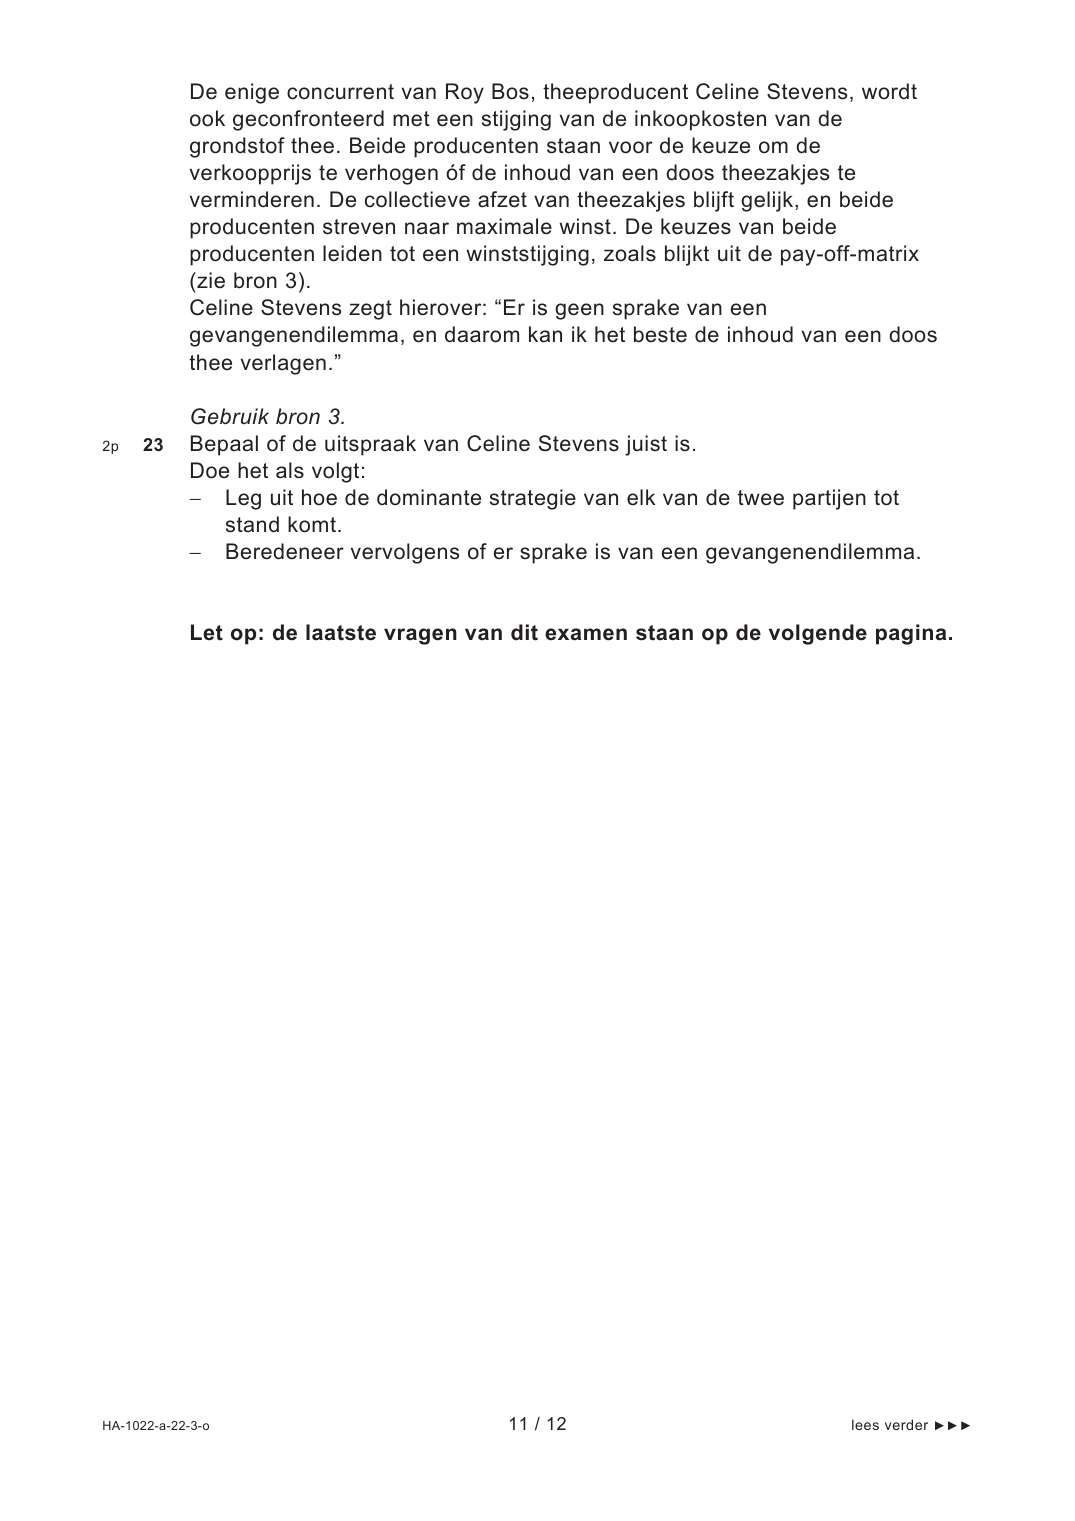 De enige concurrent van Roy Bos, theeproducent Celine Stevens, wordt
ook geconfronteerd met een stijging van de inkoopkosten van de
grondstof thee. Beide producenten staan voor de keuze om de
verkoopprijs te verhogen óf de inhoud van een doos theezakjes te
verminderen. De collectieve afzet van theezakjes blijft gelijk, en beide
producenten streven naar maximale winst. De keuzes van beide
producenten leiden tot een winststijging, zoals blijkt uit de pay-off-matrix
(zie bron 3).
Celine Stevens zegt hierover: “Er is geen sprake van een
gevangenendilemma, en daarom kan ik het beste de inhoud van een doos
thee verlagen.”
Gebruik bron 3.
2p 23 Bepaal of de uitspraak van Celine Stevens juist is.
Doe het als volgt:
− Leg uit hoe de dominante strategie van elk van de twee partijen tot
stand komt.
− Beredeneer vervolgens of er sprake is van een gevangenendilemma.
Let op: de laatste vragen van dit examen staan op de volgende pagina.
HA-1022-a-22-3-o 11 / 12 lees verder ►►►